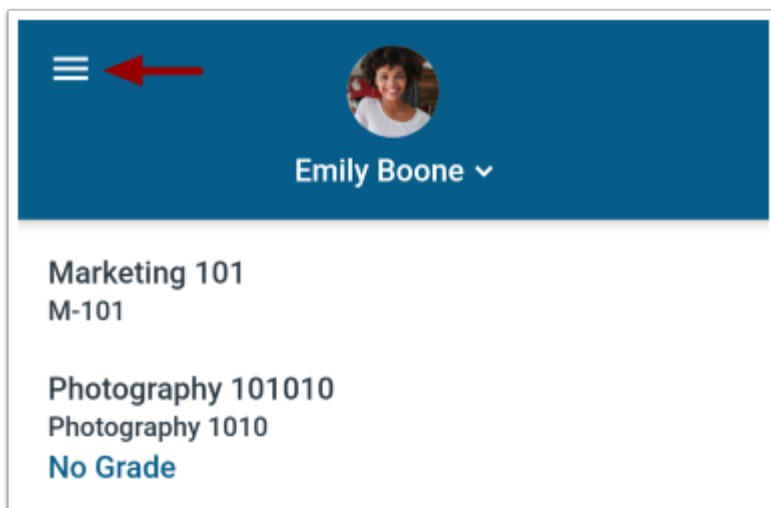 Emily Boone
Marketing 101
M-101
Photography 101010
Photography 1010
No Grade